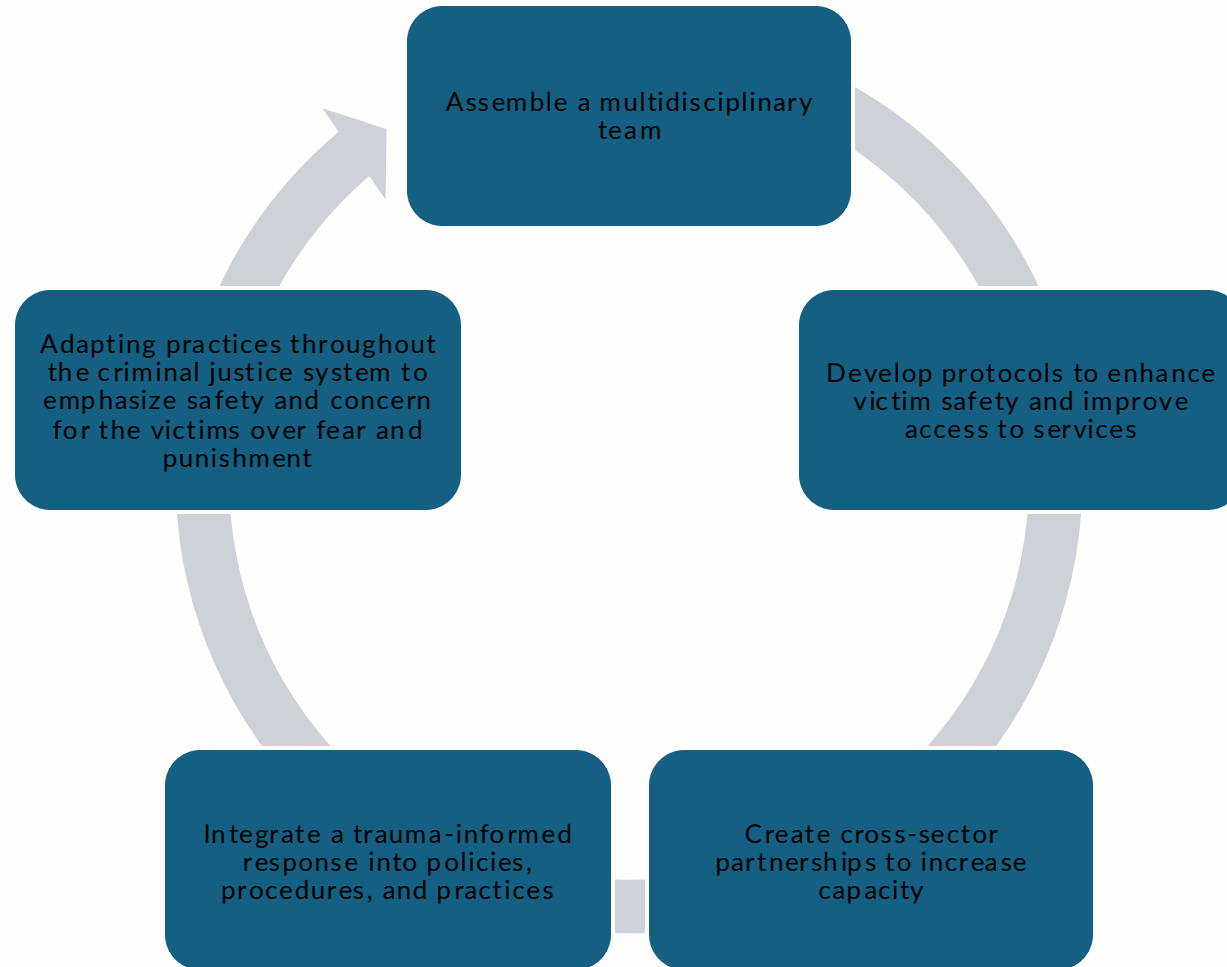 Assemble a multidisciplinary
team
Develop protocols to enhance
victim safety and improve
access to services
Create cross-sector
partnerships to increase
capacity
Integrate a trauma-informed
response into policies,
procedures, and practices
Adapting practices throughout
the criminal justice system to
emphasize safety and concern
for the victims over fear and
punishment